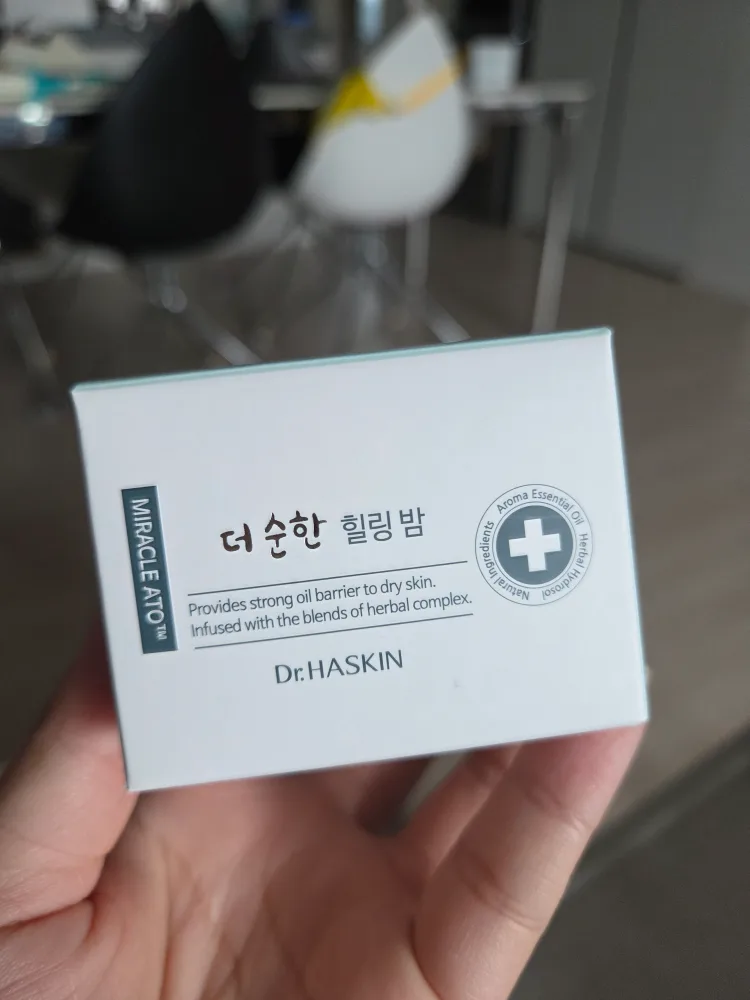 MIRACLE ATO™
더 순한 힐링 밤
Provides strong oil barrier to dry skin.
Infused with the blends of herbal complex.
Dr.HASKIN
Aroma Essential Oil
Herbal Hydrosol
Natural Ingredients